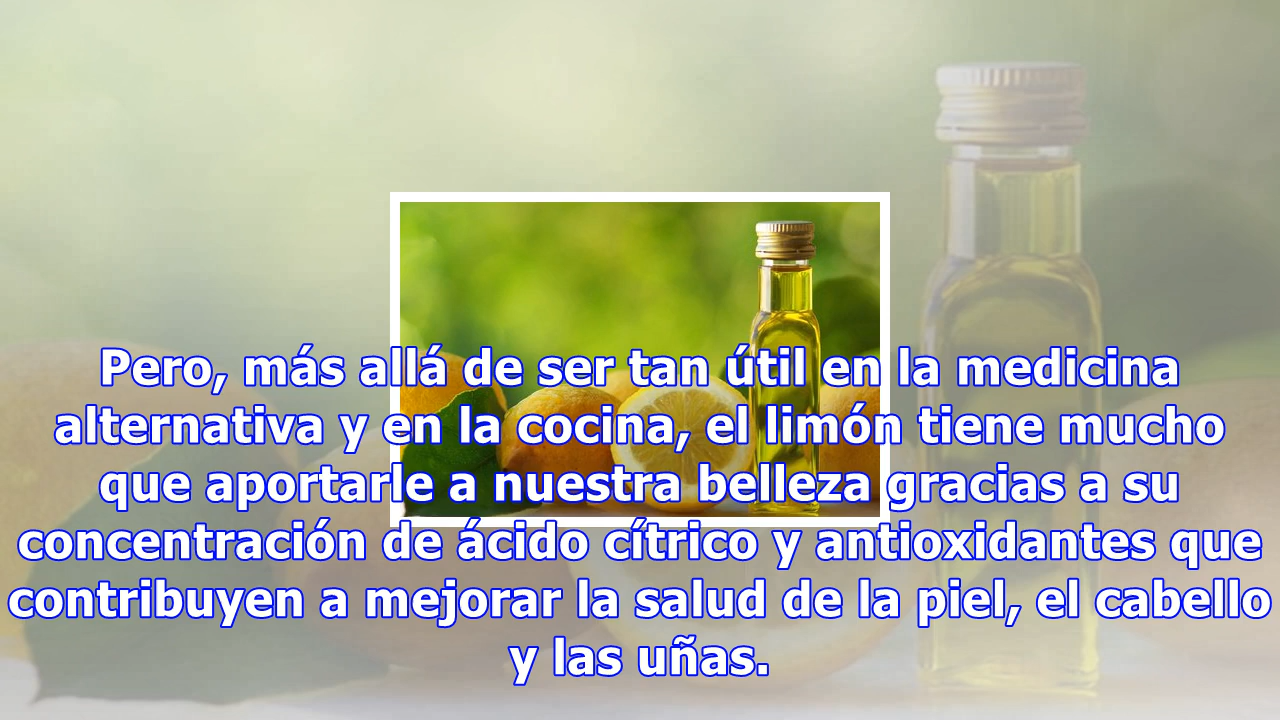 Pero, más allá de ser tan útil en la medicina
alternativa y en la cocina, el limón tiene mucho
que aportarle a nuestra belleza gracias a su
concentración de ácido cítrico y antioxidantes que
contribuyen a mejorar la salud de la piel, el cabello
y las uñas.